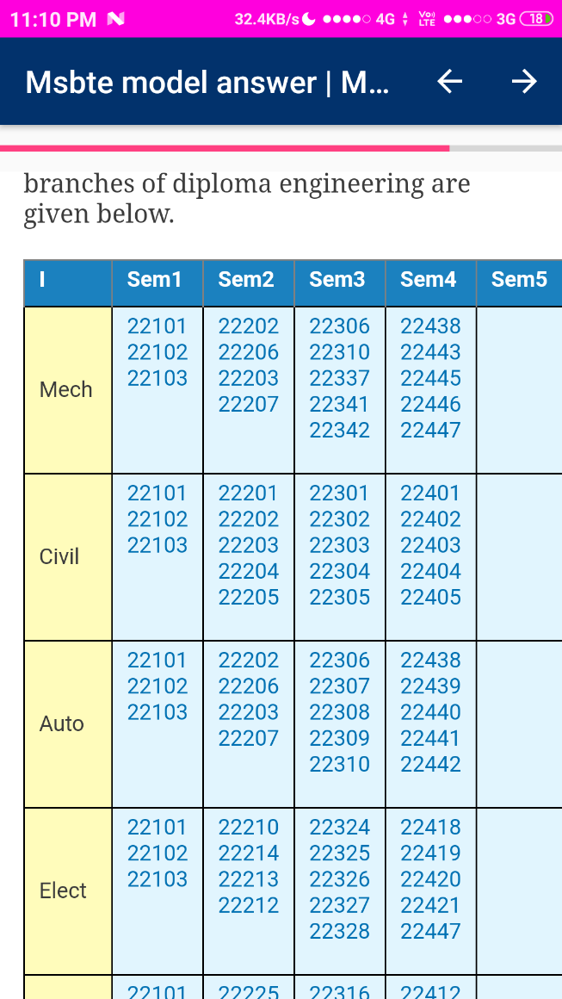 11:10 PM N 32.4KB/s 4G Vo)) LTE 3G 18
Msbte model answer | M...
branches of diploma engineering are
given below.
I Sem1 Sem2 Sem3 Sem4 Sem5
Mech
22101 22202 22306 22438
22102 22206 22310 22443
22103 22203 22337 22445
22207 22341 22446
22342 22447
Civil
22101 22201 22301 22401
22102 22202 22302 22402
22103 22203 22303 22403
22204 22304 22404
22205 22305 22405
Auto
22101 22202 22306 22438
22102 22206 22307 22439
22103 22203 22308 22440
22207 22309 22441
22310 22442
Elect
22101 22210 22324 22418
22102 22214 22325 22419
22103 22213 22326 22420
22212 22327 22421
22328 22447
22101 22225 22316 22412